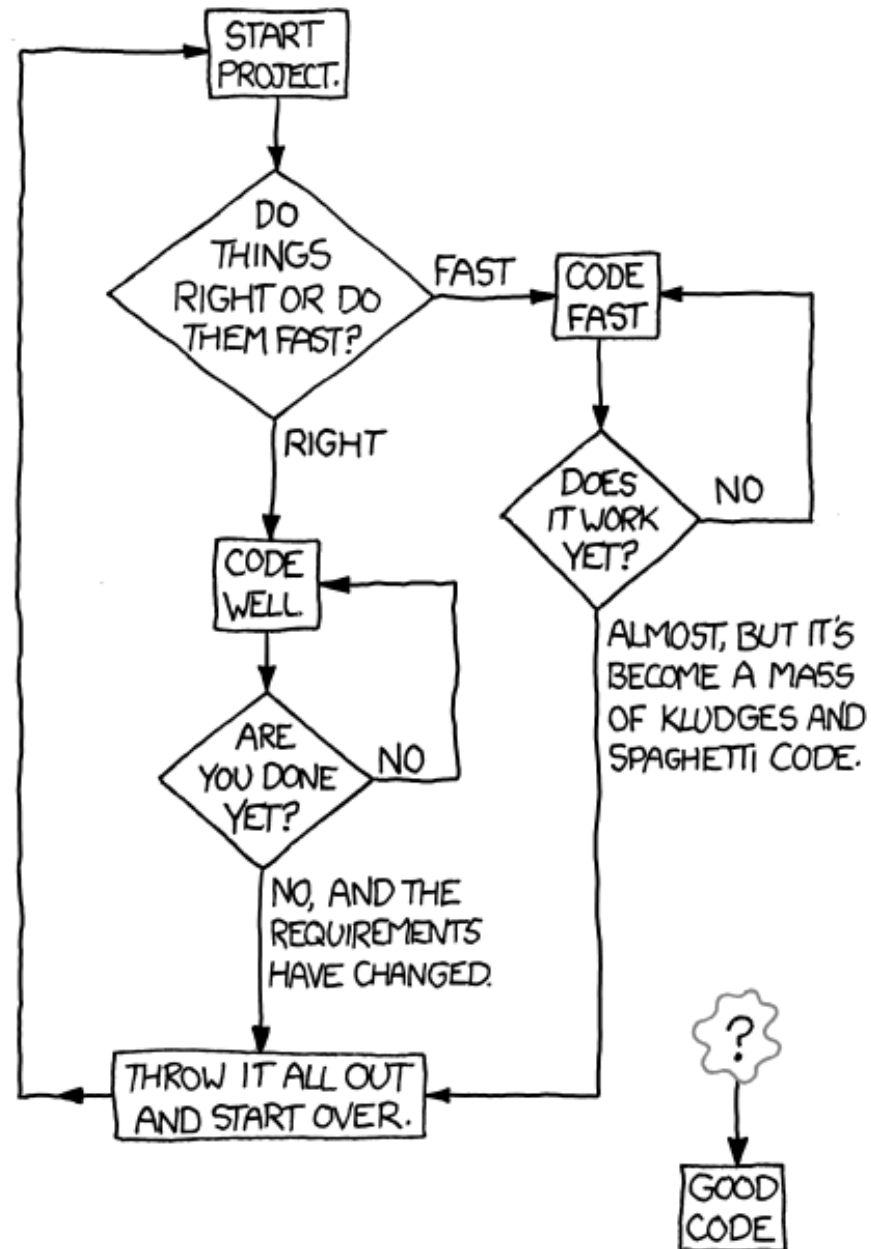 START
PROJECT.
DO
THINGS
RIGHT OR DO
THEM FAST?
FAST
CODE
FAST
RIGHT
DOES
IT WORK
YET?
NO
CODE
WELL.
ARE
YOU DONE
YET?
NO
ALMOST, BUT IT'S
BECOME A MASS
OF KLUDGES AND
SPAGHETTI CODE.
NO, AND THE
REQUIREMENTS
HAVE CHANGED.
THROW IT ALL OUT
AND START OVER.
?
GOOD
CODE